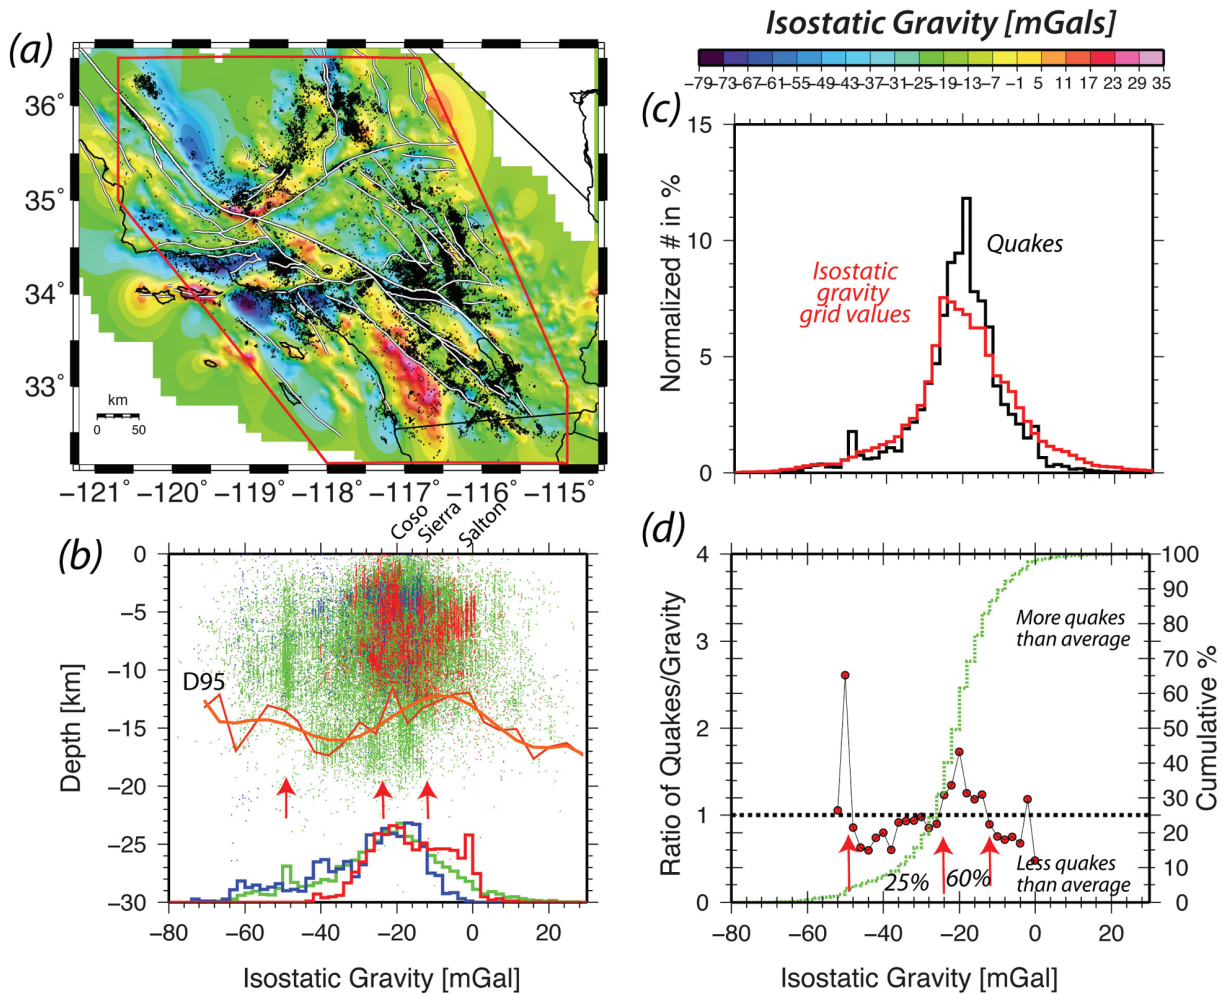 Isostatic Gravity [mGals]
−79−73−67−61−55−49−43−37−31−25−19−13−7 −1 5 11 17 23 29 35
(a)
36°
35°
34°
33°
km
0 50
−121° −120° −119° −118° −117° −116° −115°
(c)
15
10
5
0
Normalized # in %
Quakes
Isostatic
gravity
grid values
Coso
Sierra
Salton
(b)
0
−5
−10
−15
−20
−25
−30
Depth [km]
D95
−80 −60 −40 −20 0 20
Isostatic Gravity [mGal]
(d)
4
3
2
1
0
Ratio of Quakes/Gravity
More quakes
than average
25% 60%
Less quakes
than average
100
90
80
70
60
50
40
30
20
10
0
Cumulative %
−80 −60 −40 −20 0 20
Isostatic Gravity [mGal]